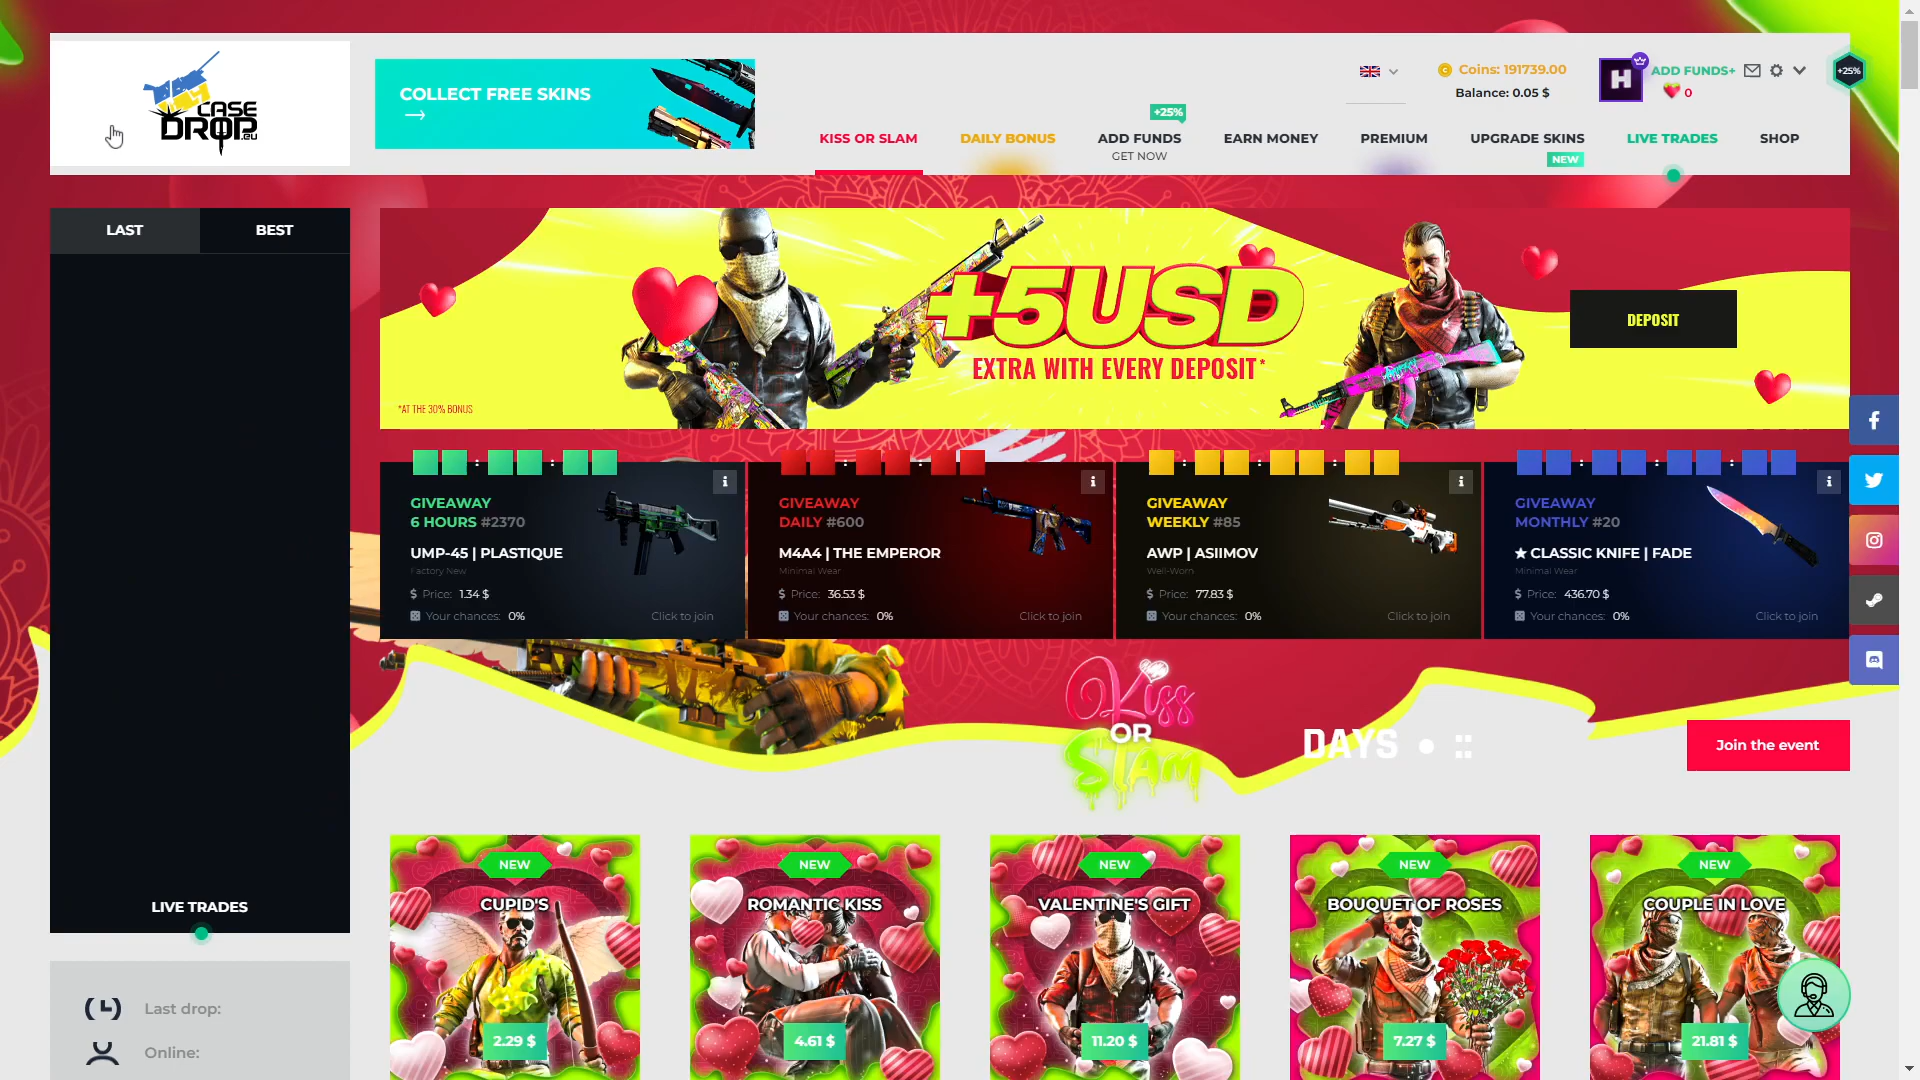 CASE
DROP.EU
COLLECT FREE SKINS
Coins: 191739.00
Balance: 0.05 $
H
ADD FUNDS+
0
+25%
KISS OR SLAM
DAILY BONUS
+25%
ADD FUNDS
GET NOW
EARN MONEY
PREMIUM
UPGRADE SKINS
NEW
LIVE TRADES
SHOP
LAST
BEST
+5USD
EXTRA WITH EVERY DEPOSIT*
*AT THE 30% BONUS
DEPOSIT
GIVEAWAY
6 HOURS #2370
UMP-45 | PLASTIQUE
Factory New
$ Price: 1.34 $
Your chances: 0%
Click to join
GIVEAWAY
DAILY #600
M4A4 | THE EMPEROR
Minimal Wear
$ Price: 36.53 $
Your chances: 0%
Click to join
GIVEAWAY
WEEKLY #85
AWP | ASIIMOV
Well-Worn
$ Price: 77.83 $
Your chances: 0%
Click to join
GIVEAWAY
MONTHLY #20
★ CLASSIC KNIFE | FADE
Minimal Wear
$ Price: 436.70 $
Your chances: 0%
Click to join
Kiss
OR
Slam
DAYS
Join the event
NEW
CUPID'S
2.29 $
NEW
ROMANTIC KISS
4.61 $
NEW
VALENTINE'S GIFT
11.20 $
NEW
BOUQUET OF ROSES
7.27 $
NEW
COUPLE IN LOVE
21.81 $
LIVE TRADES
Last drop:
Online: